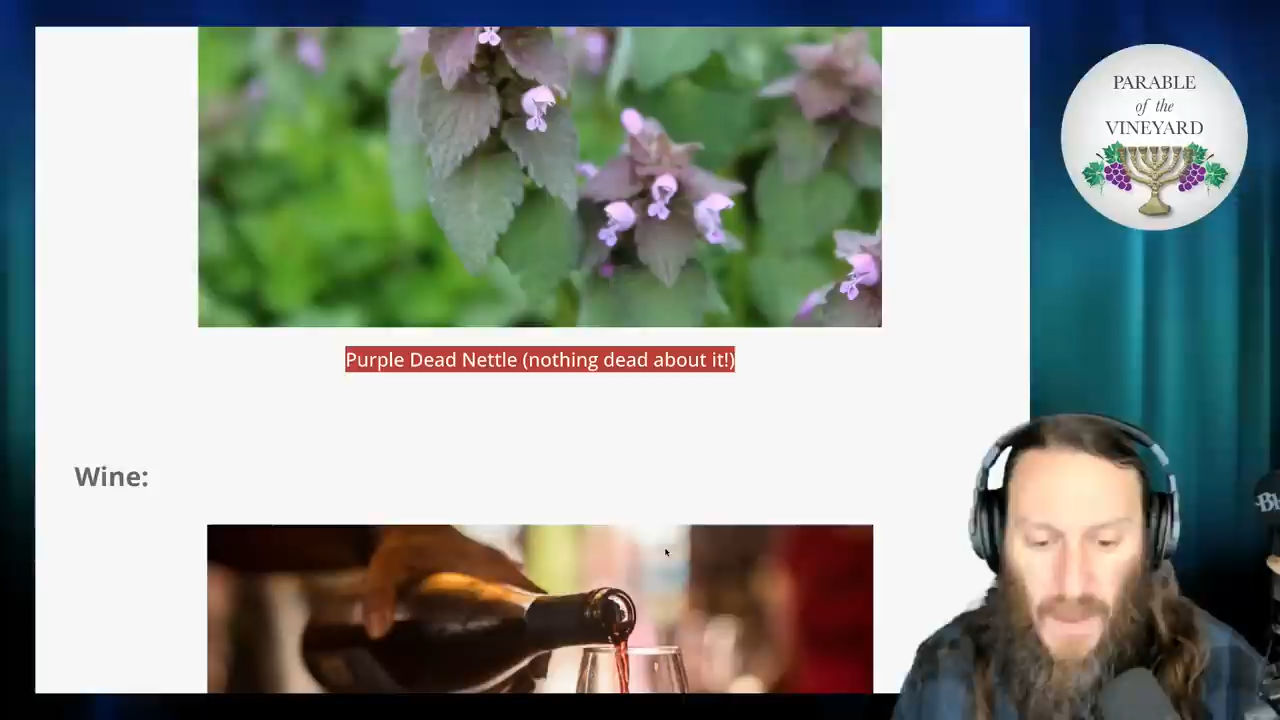 PARABLE
of the
VINEYARD
Purple Dead Nettle (nothing dead about it!)
Wine: